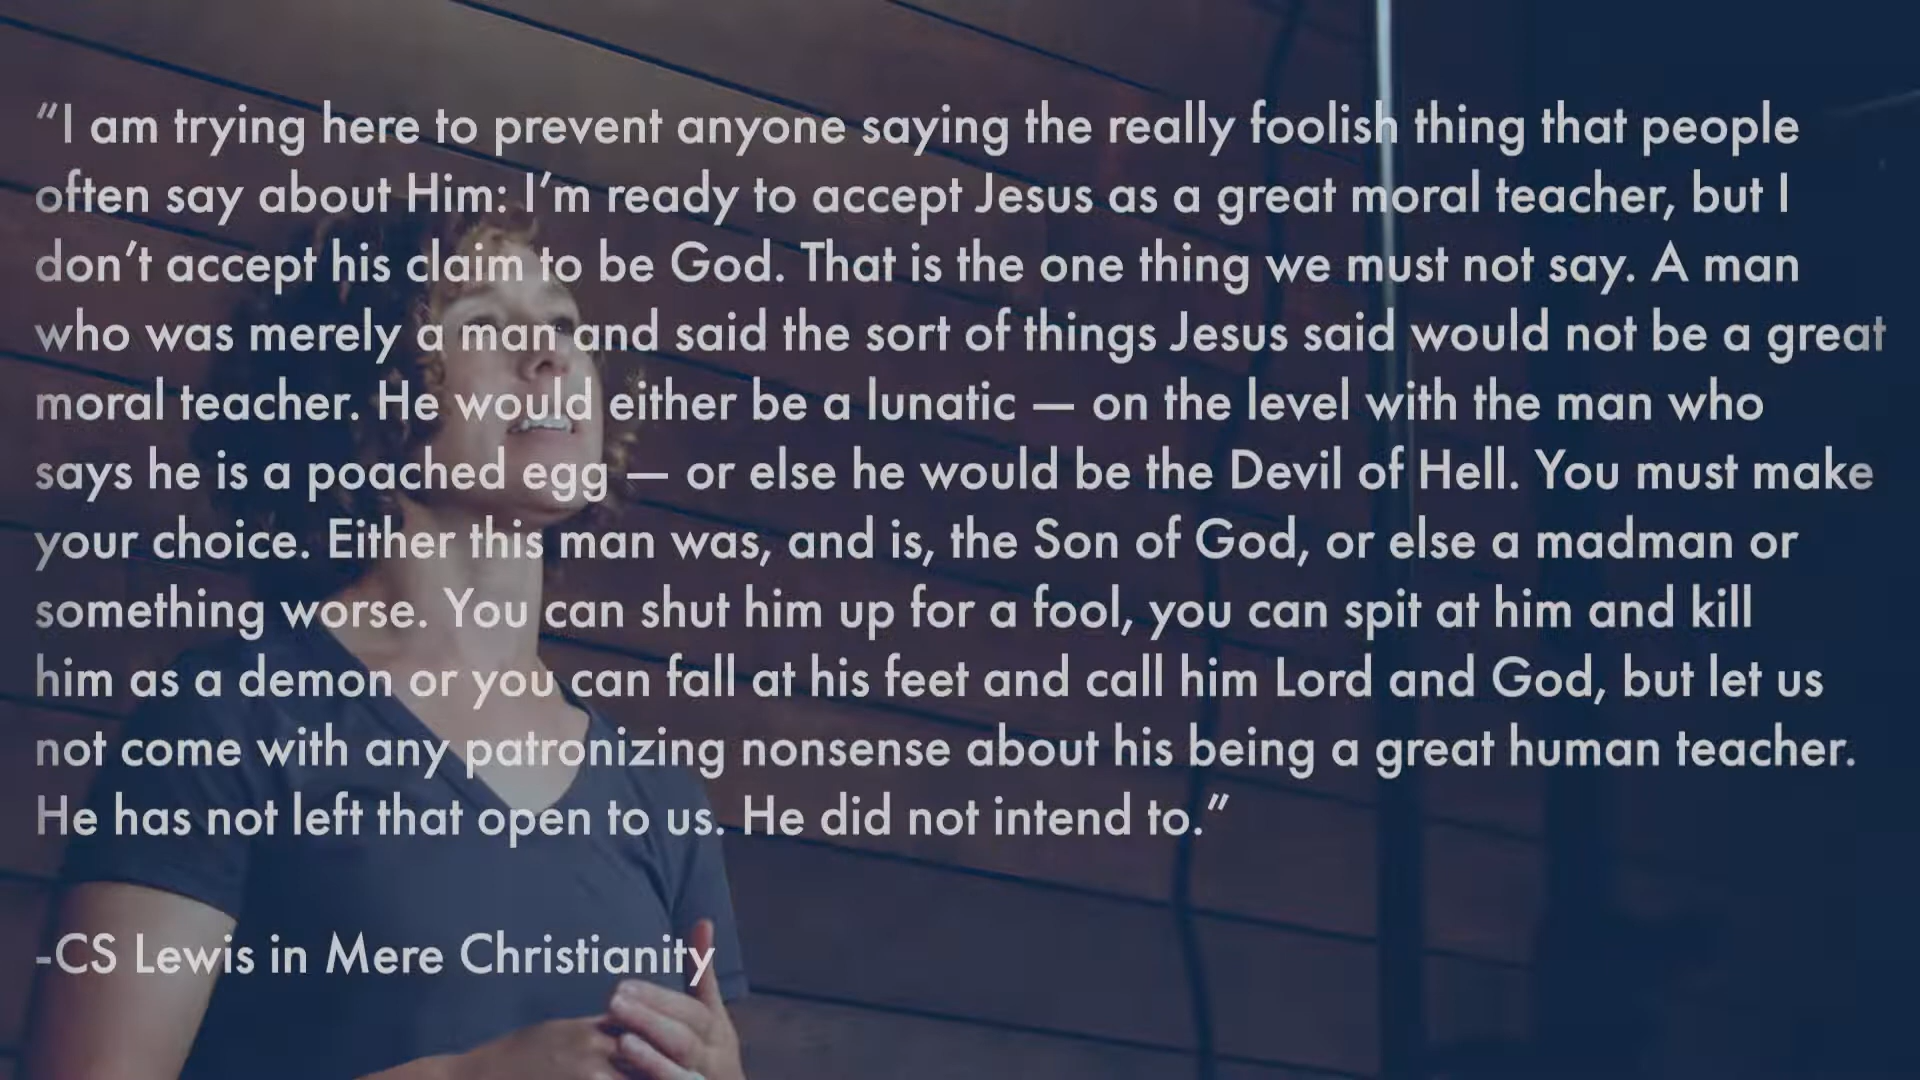 “I am trying here to prevent anyone saying the really foolish thing that people
often say about Him: I’m ready to accept Jesus as a great moral teacher, but I
don’t accept his claim to be God. That is the one thing we must not say. A man
who was merely a man and said the sort of things Jesus said would not be a great
moral teacher. He would either be a lunatic — on the level with the man who
says he is a poached egg — or else he would be the Devil of Hell. You must make
your choice. Either this man was, and is, the Son of God, or else a madman or
something worse. You can shut him up for a fool, you can spit at him and kill
him as a demon or you can fall at his feet and call him Lord and God, but let us
not come with any patronizing nonsense about his being a great human teacher.
He has not left that open to us. He did not intend to.”
-CS Lewis in Mere Christianity